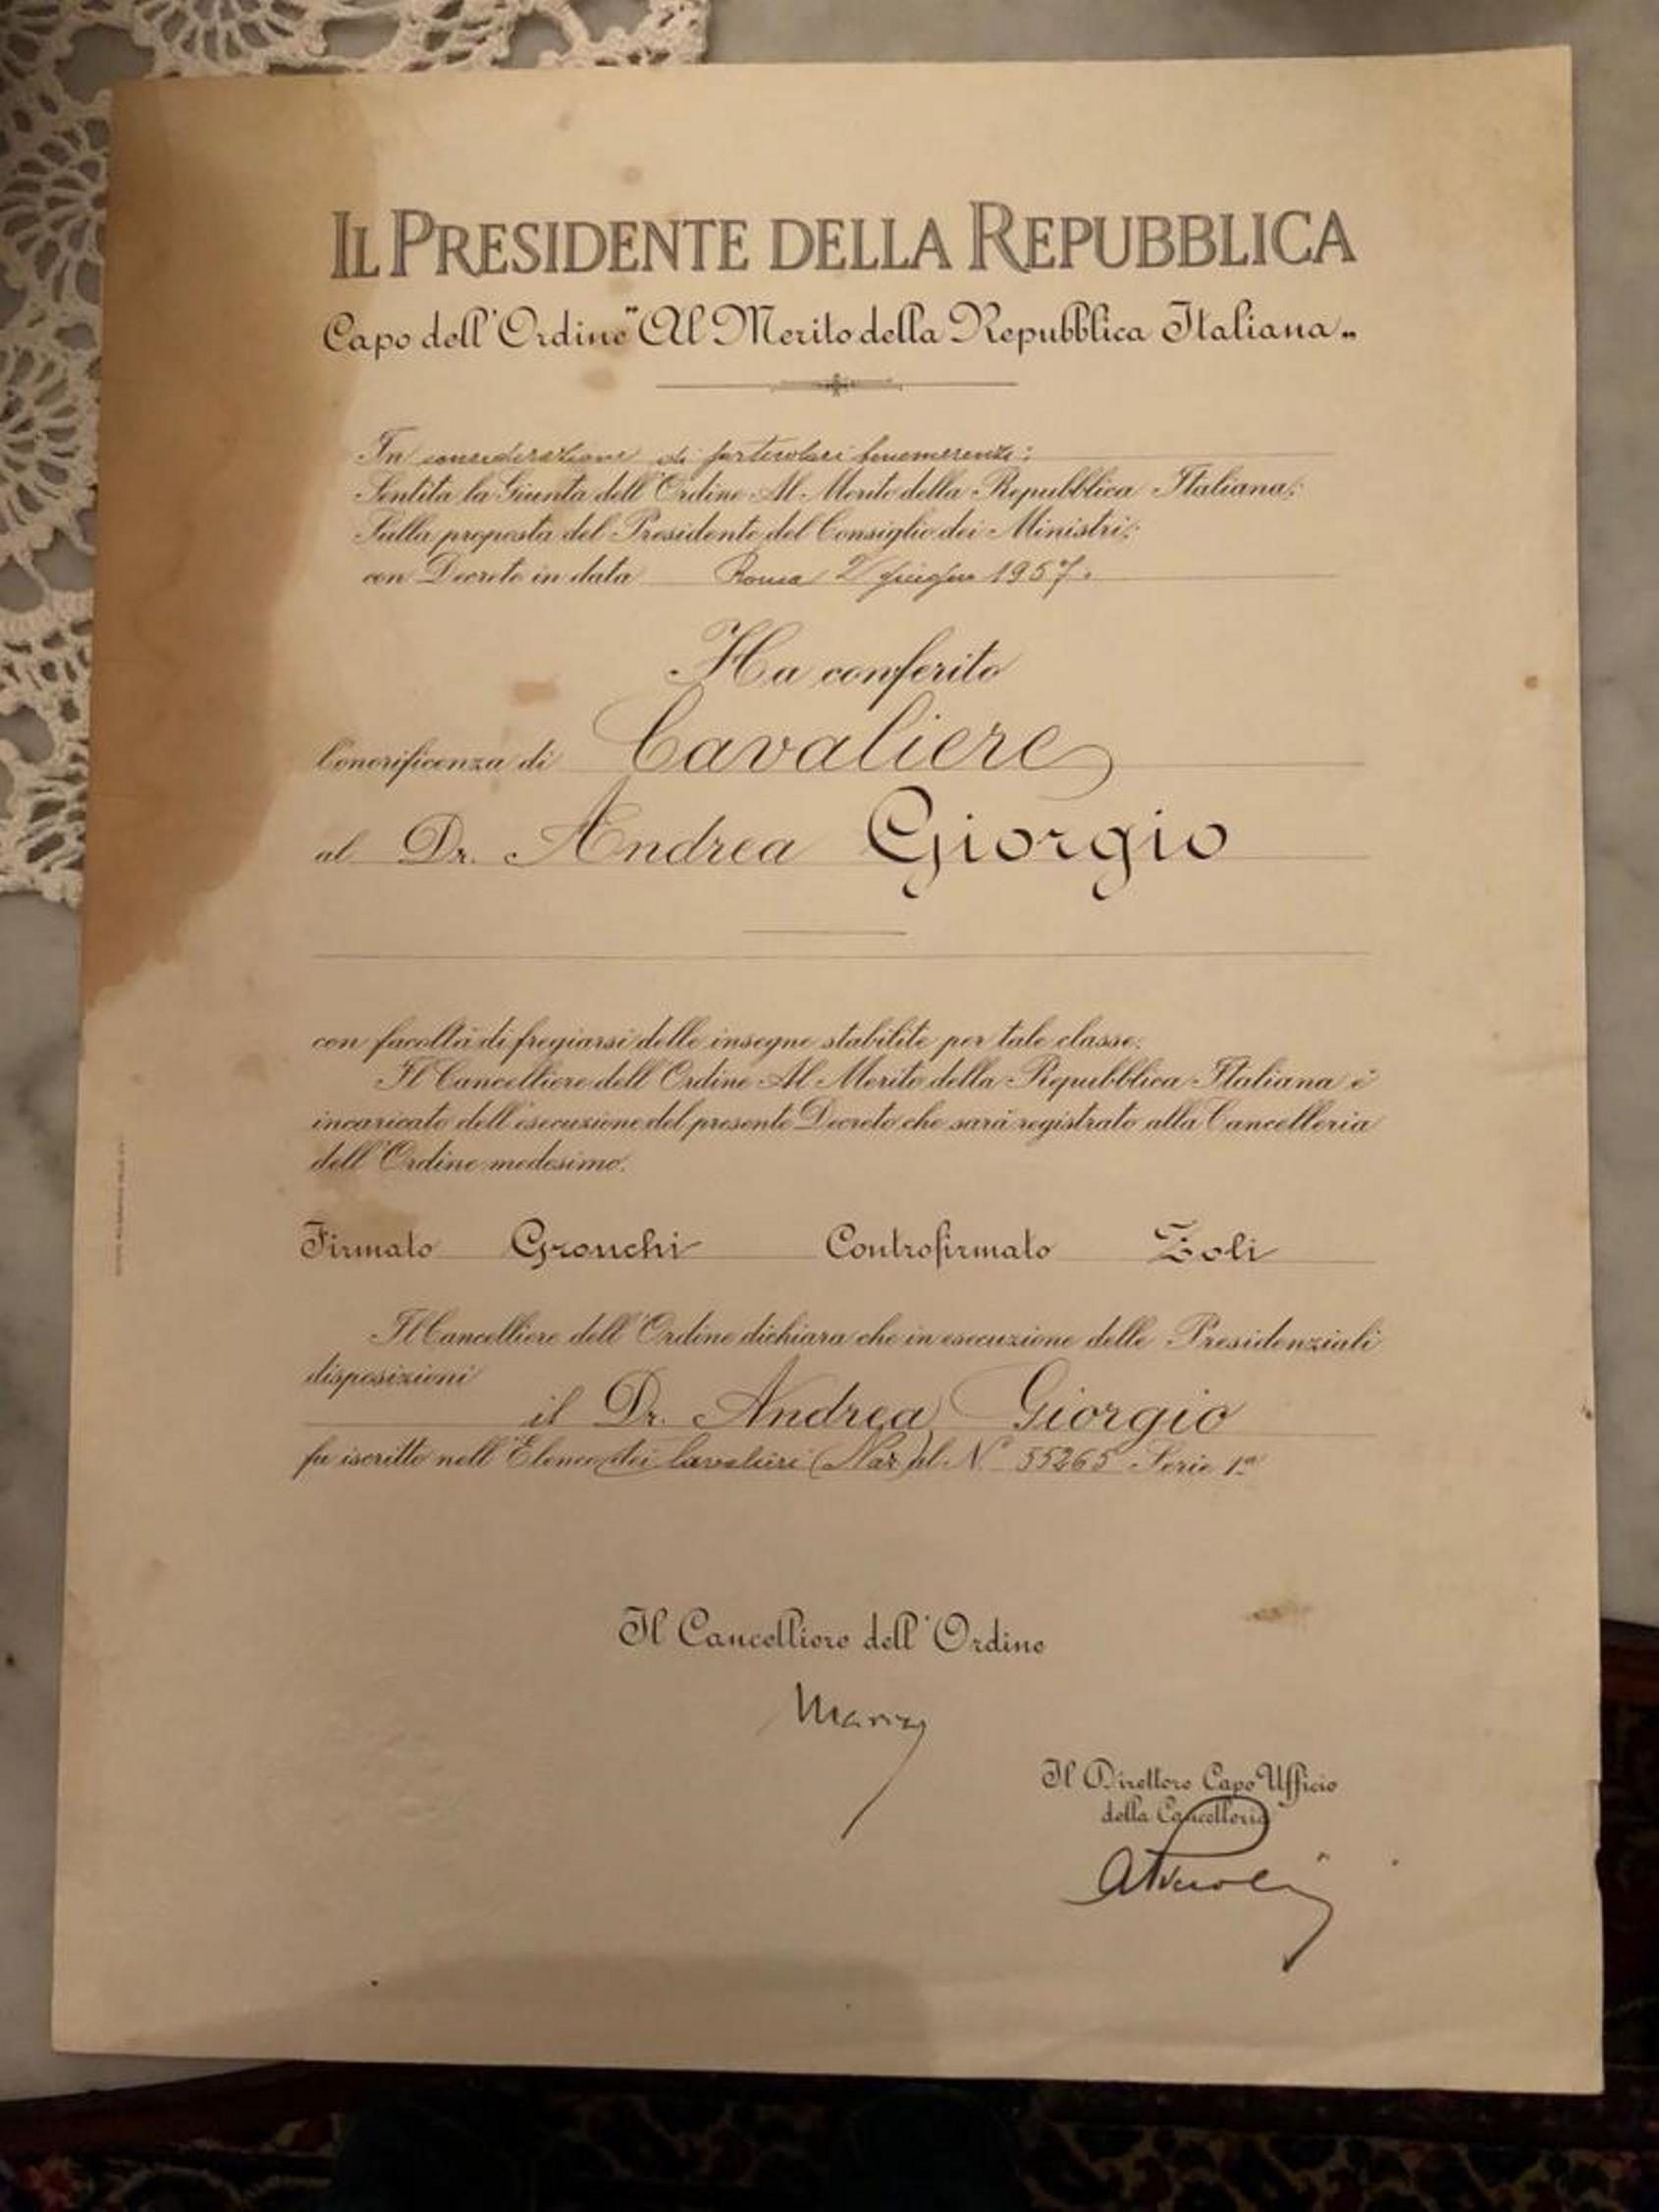 IL PRESIDENTE DELLA REPUBBLICA
Capo dell'Ordine "Al Merito della Repubblica Italiana"
In considerazione di particolari benemerenze;
Sentita la Giunta dell'Ordine Al Merito della Repubblica Italiana;
Sulla proposta del Presidente del Consiglio dei Ministri;
con Decreto in data Roma 2 giugno 1957.
Ha conferito
l'onorificenza di Cavaliere
al Dr. Andrea Giorgio
con facoltà di fregiarsi delle insegne stabilite per tale classe.
Il Cancelliere dell'Ordine Al Merito della Repubblica Italiana è
incaricato dell'esecuzione del presente Decreto che sarà registrato alla Cancelleria
dell'Ordine medesimo.
Firmato Gronchi Controfirmato Zoli
Il Cancelliere dell'Ordine dichiara che in esecuzione delle Presidenziali
disposizioni
il Dr. Andrea Giorgio
fu iscritto nell'Elenco dei Cavalieri (Naz.) al N.° 55265 Serie 1a
Il Cancelliere dell'Ordine
Il Direttore Capo Ufficio
della Cancelleria